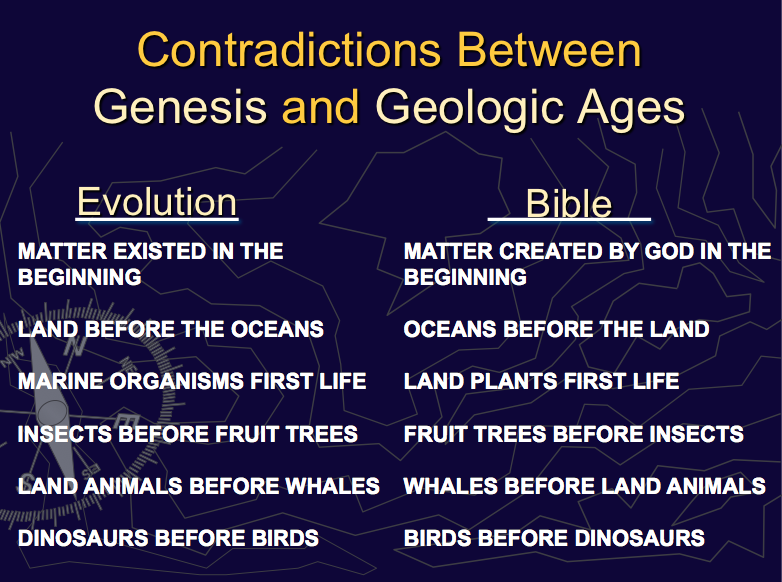 Contradictions Between
Genesis and Geologic Ages
Evolution
MATTER EXISTED IN THE
BEGINNING
LAND BEFORE THE OCEANS
MARINE ORGANISMS FIRST LIFE
INSECTS BEFORE FRUIT TREES
LAND ANIMALS BEFORE WHALES
DINOSAURS BEFORE BIRDS
Bible
MATTER CREATED BY GOD IN THE
BEGINNING
OCEANS BEFORE THE LAND
LAND PLANTS FIRST LIFE
FRUIT TREES BEFORE INSECTS
WHALES BEFORE LAND ANIMALS
BIRDS BEFORE DINOSAURS
NW
N
NE
E
SE
S